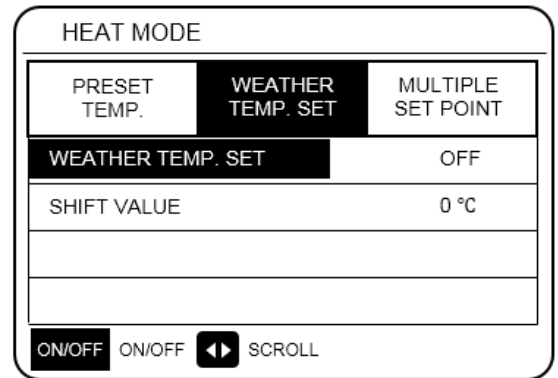 HEAT MODE
PRESET TEMP.
WEATHER TEMP. SET
MULTIPLE SET POINT
WEATHER TEMP. SET OFF
SHIFT VALUE 0 °C
ON/OFF ON/OFF SCROLL